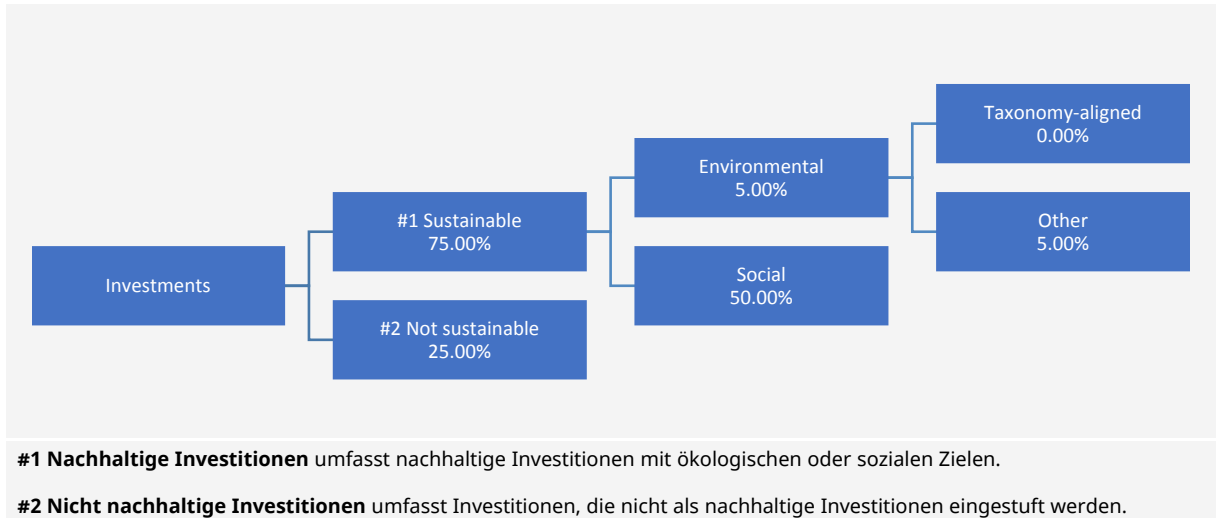 Investments
#1 Sustainable
75.00%
#2 Not sustainable
25.00%
Environmental
5.00%
Social
50.00%
Taxonomy-aligned
0.00%
Other
5.00%
#1 Nachhaltige Investitionen umfasst nachhaltige Investitionen mit ökologischen oder sozialen Zielen.
#2 Nicht nachhaltige Investitionen umfasst Investitionen, die nicht als nachhaltige Investitionen eingestuft werden.